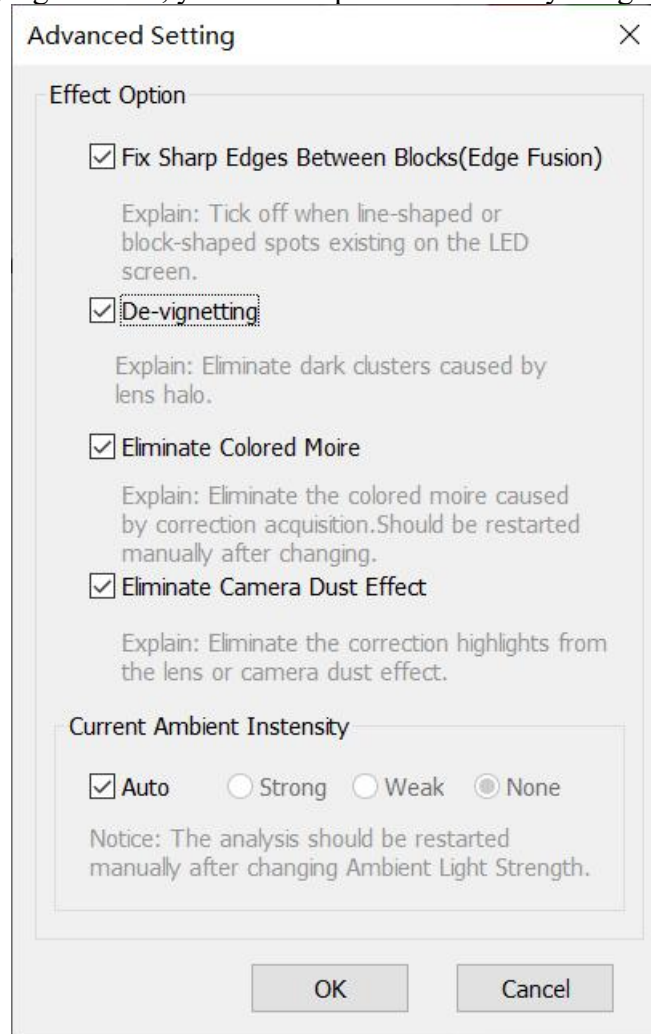 Advanced Setting
Effect Option
Fix Sharp Edges Between Blocks(Edge Fusion)
Explain: Tick off when line-shaped or
block-shaped spots existing on the LED
screen.
De-vignetting
Explain: Eliminate dark clusters caused by
lens halo.
Eliminate Colored Moire
Explain: Eliminate the colored moire caused
by correction acquisition.Should be restarted
manually after changing.
Eliminate Camera Dust Effect
Explain: Eliminate the correction highlights from
the lens or camera dust effect.
Current Ambient Instensity
Auto Strong Weak None
Notice: The analysis should be restarted
manually after changing Ambient Light Strength.
OK Cancel